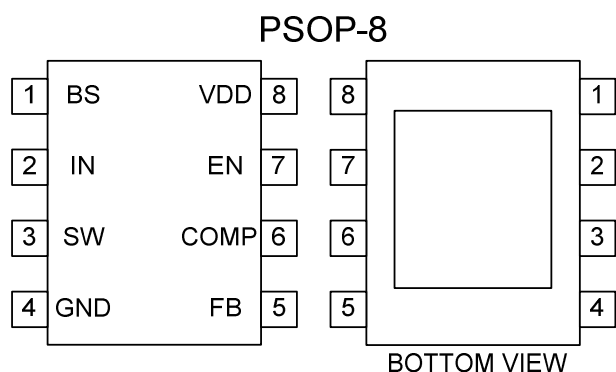 PSOP-8
1 BS VDD 8 8 1
2 IN EN 7 7 2
3 SW COMP 6 6 3
4 GND FB 5 5 4
BOTTOM VIEW